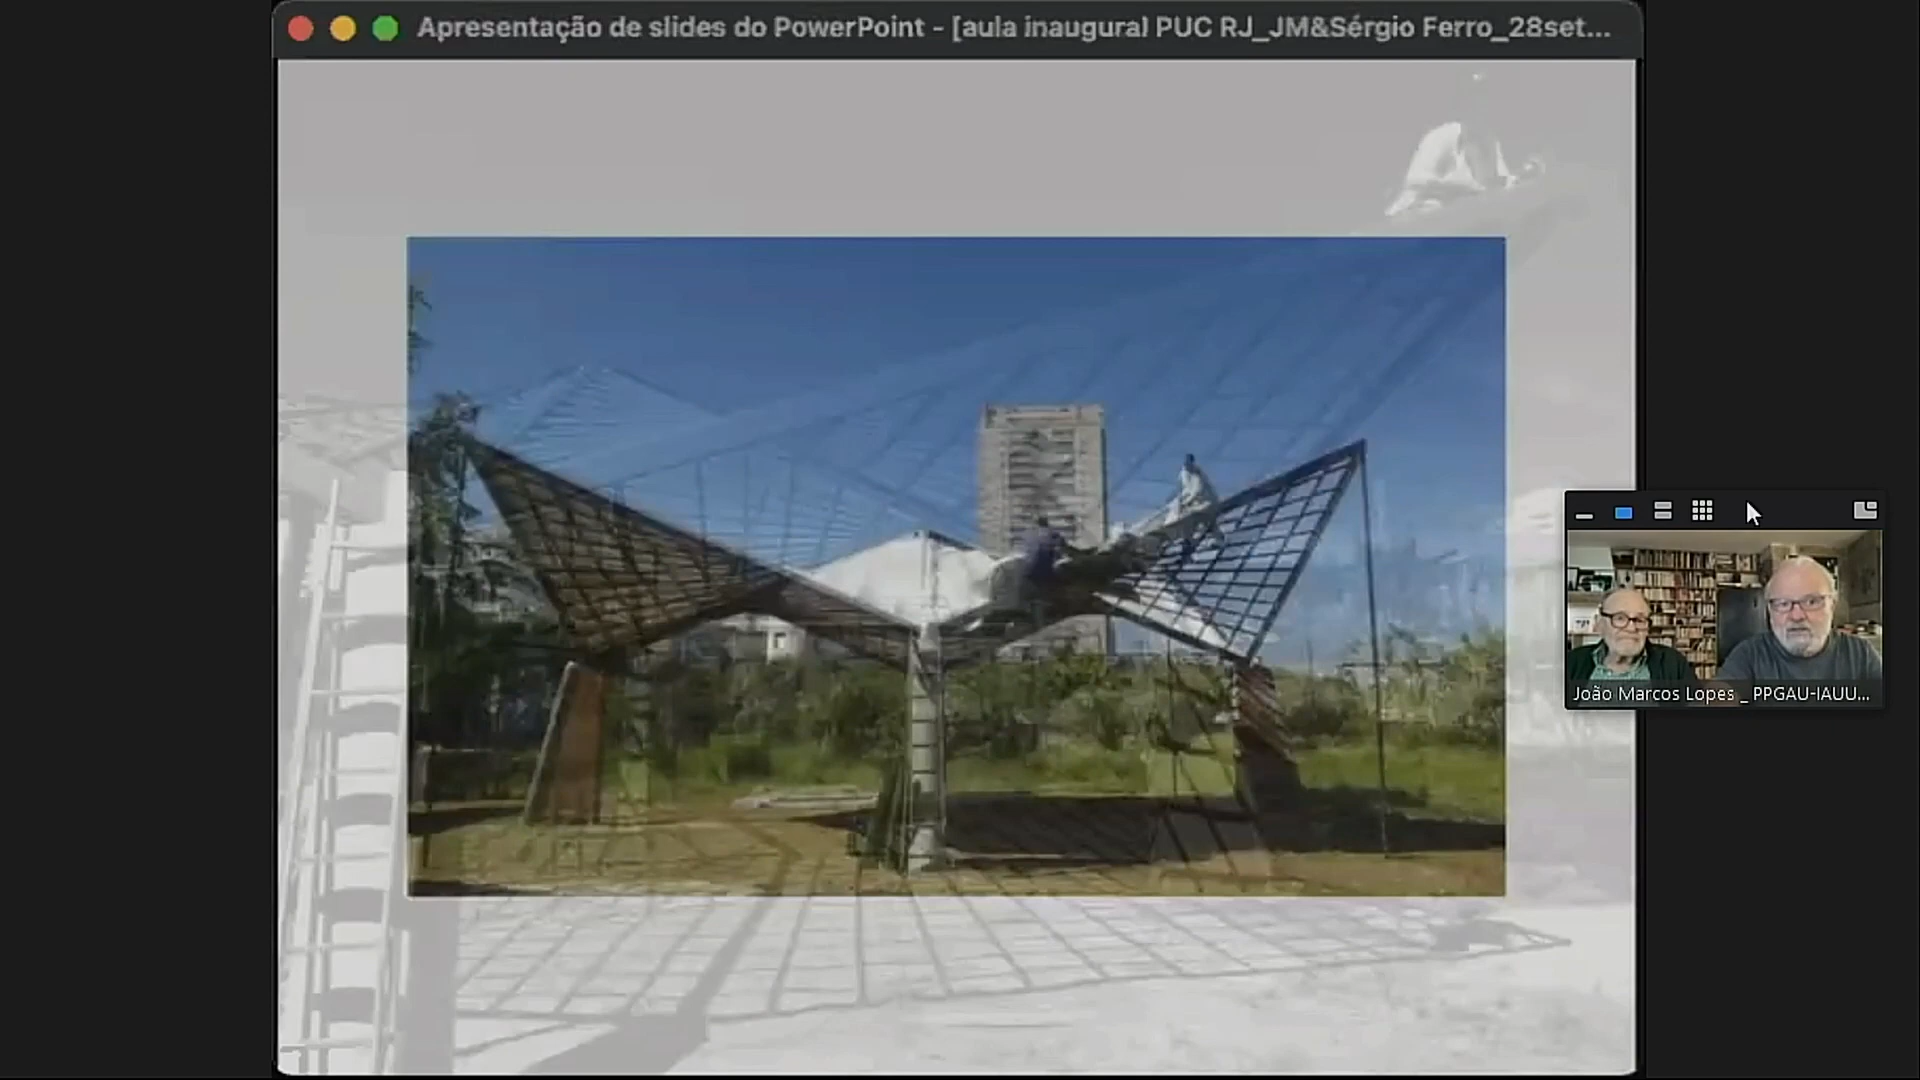 Apresentação de slides do PowerPoint - [aula inaugural PUC RJ_JM&Sérgio Ferro_28set...
João Marcos Lopes _ PPGAU-IAUU...